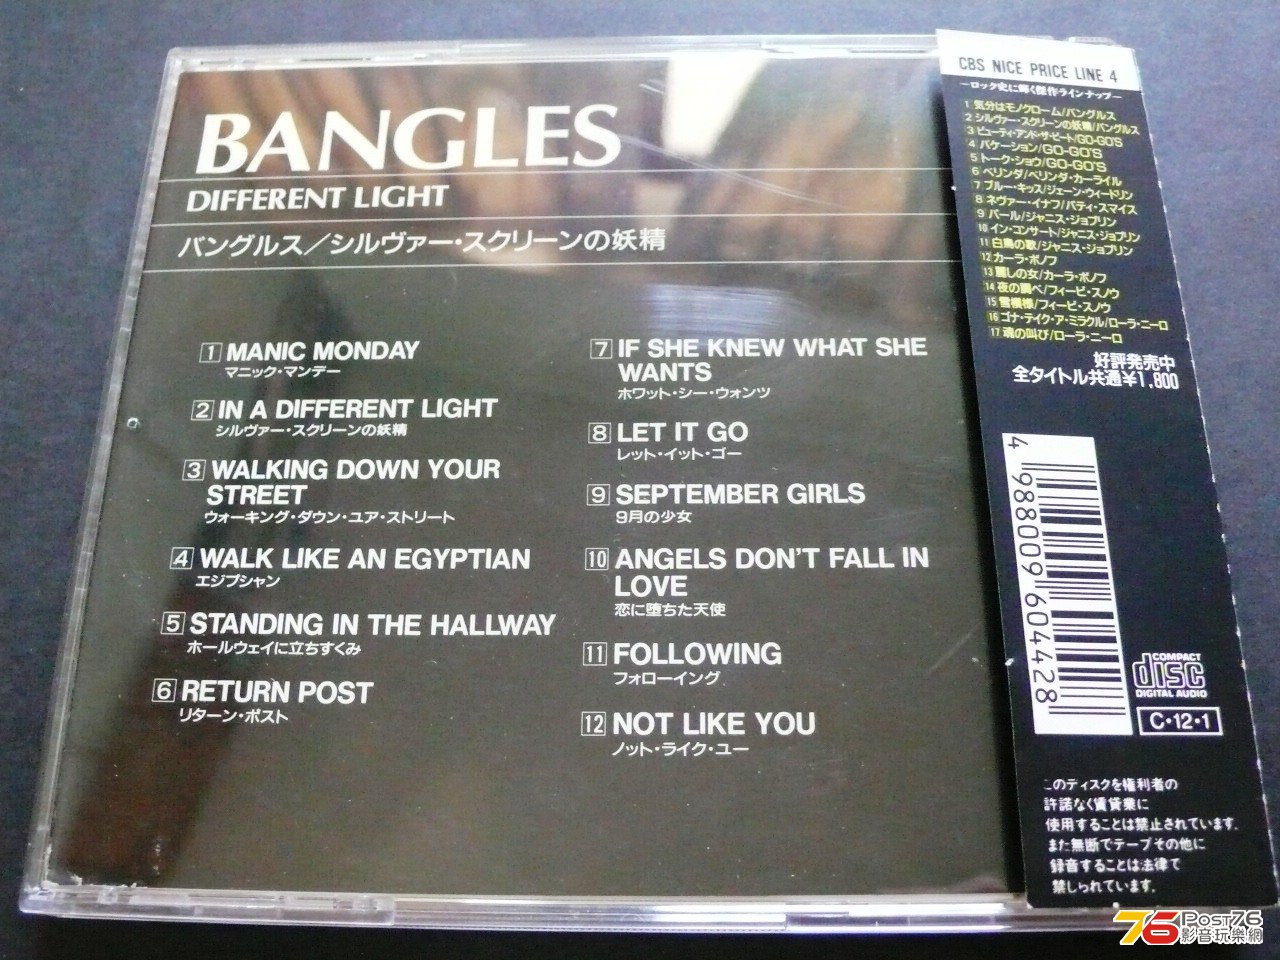 BANGLES
DIFFERENT LIGHT
バングルス／シルヴァー・スクリーンの妖精
1 MANIC MONDAY
マニック・マンデー
2 IN A DIFFERENT LIGHT
シルヴァー・スクリーンの妖精
3 WALKING DOWN YOUR
STREET
ウォーキング・ダウン・ユア・ストリート
4 WALK LIKE AN EGYPTIAN
エジプシャン
5 STANDING IN THE HALLWAY
ホールウェイに立ちすくみ
6 RETURN POST
リターン・ポスト
7 IF SHE KNEW WHAT SHE
WANTS
ホワット・シー・ウォンツ
8 LET IT GO
レット・イット・ゴー
9 SEPTEMBER GIRLS
9月の少女
10 ANGELS DON'T FALL IN
LOVE
恋に堕ちた天使
11 FOLLOWING
フォローイング
12 NOT LIKE YOU
ノット・ライク・ユー
CBS NICE PRICE LINE 4
—ロック史に輝く傑作ラインナップ—
1 気分はモノクローム/バングルス
2 シルヴァー・スクリーンの妖精/バングルス
3 ビューティ・アンド・ザ・ビート/GO-GO'S
4 バケーション/GO-GO'S
5 トーク・ショウ/GO-GO'S
6 ベリンダ/ベリンダ・カーライル
7 ブルー・キッス/ジェーン・ウィードリン
8 ネヴァー・イナフ/パティ・スマイス
9 パール/ジャニス・ジョプリン
10 イン・コンサート/ジャニス・ジョプリン
11 白鳥の歌/ジャニス・ジョプリン
12 カーラ・ボノフ
13 麗しの女/カーラ・ボノフ
14 夜の調べ/フィービ・スノウ
15 雪模様/フィービ・スノウ
16 ゴナ・テイク・ア・ミラクル/ローラ・ニーロ
17 魂の叫び/ローラ・ニーロ
好評発売中
全タイトル共通¥1,800
4 988009 604428
COMPACT
disc
DIGITAL AUDIO
C・12・1
このディスクを権利者の
許諾なく賃貸業に
使用することは禁止されています.
また無断でテープその他に
録音することは法律で
禁じられています.
76 Post76
影音玩樂網